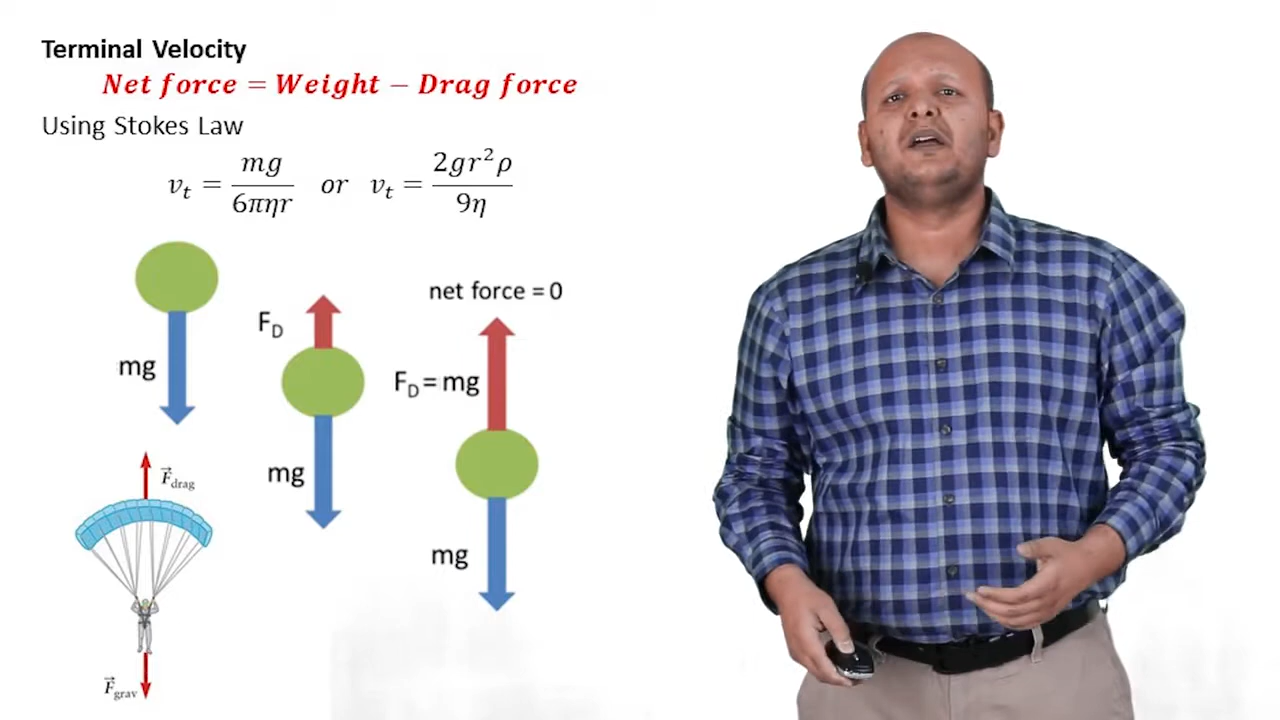 Terminal Velocity
Net force = Weight − Drag force
Using Stokes Law
v_t = mg / 6πηr or v_t = 2gr²ρ / 9η
mg
F_D
mg
net force = 0
F_D = mg
mg
F⃗_drag
F⃗_grav